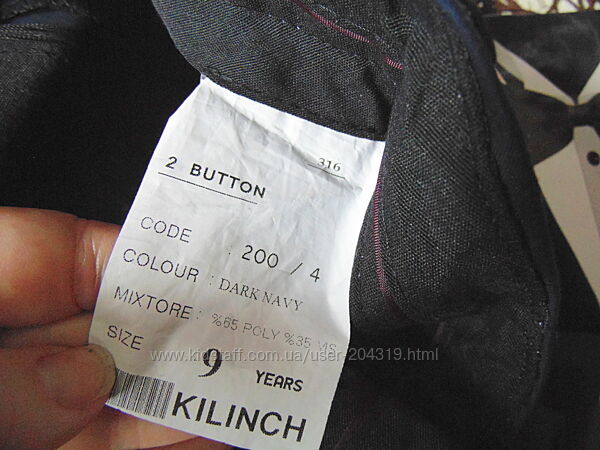 316
2 BUTTON
CODE : 200 / 4
COLOUR : DARK NAVY
MIXTORE : %65 POLY %35 VIS
SIZE 9 YEARS
www.kidstaff.com.ua/user-204319.html
KILINCH